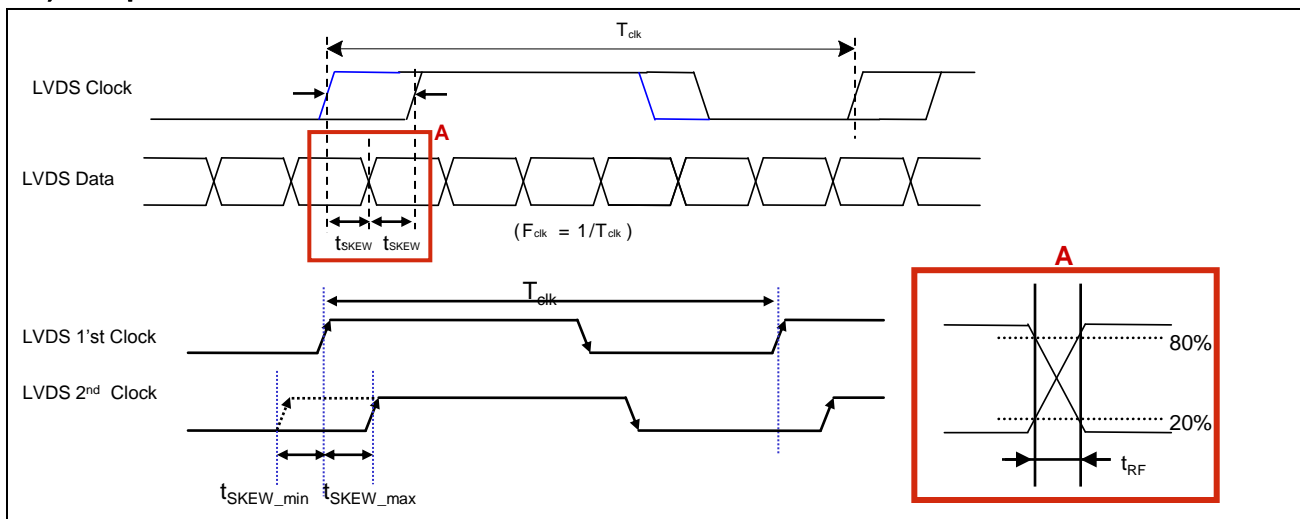 Tclk
LVDS Clock
A
LVDS Data
tSKEW tSKEW
(Fclk = 1/Tclk)
A
Tclk
LVDS 1'st Clock
80%
LVDS 2nd Clock
20%
tRF
tSKEW_min tSKEW_max